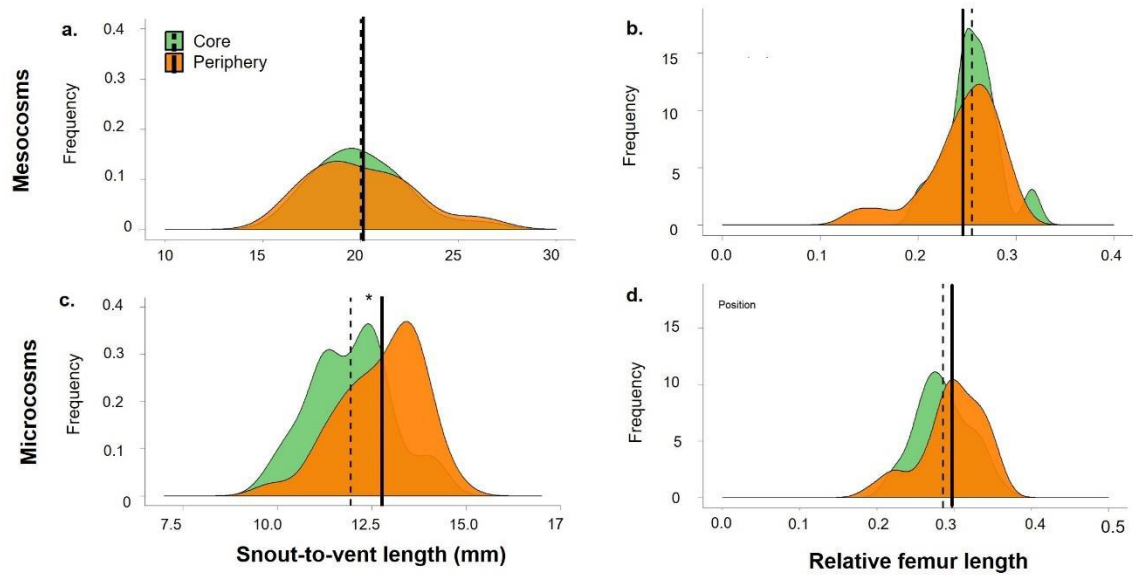 Mesocosms
a.
Core
Periphery
Frequency
0.4
0.3
0.2
0.1
0
10
15
20
25
30
b.
Frequency
15
10
5
0
0.0
0.1
0.2
0.3
0.4
Microcosms
c.
*
Frequency
0.4
0.3
0.2
0.1
0
7.5
10.0
12.5
15.0
17
Snout-to-vent length (mm)
d.
Position
Frequency
15
10
5
0
0.0
0.1
0.2
0.3
0.4
0.5
Relative femur length